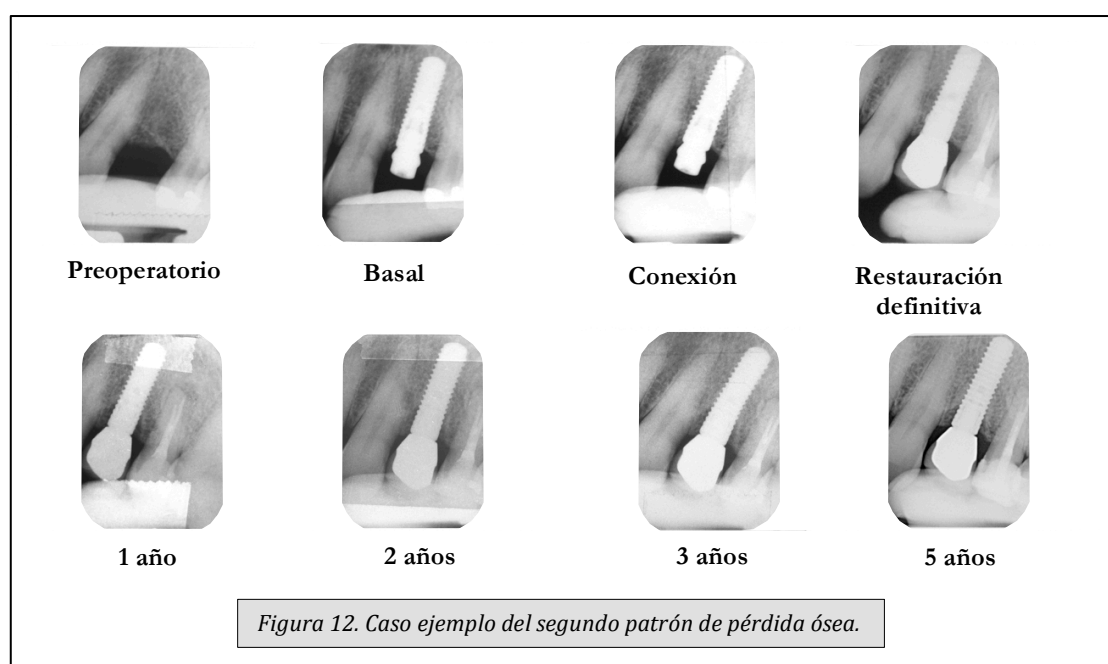 Preoperatorio
Basal
Conexión
Restauración
definitiva
1 año
2 años
3 años
5 años
Figura 12. Caso ejemplo del segundo patrón de pérdida ósea.